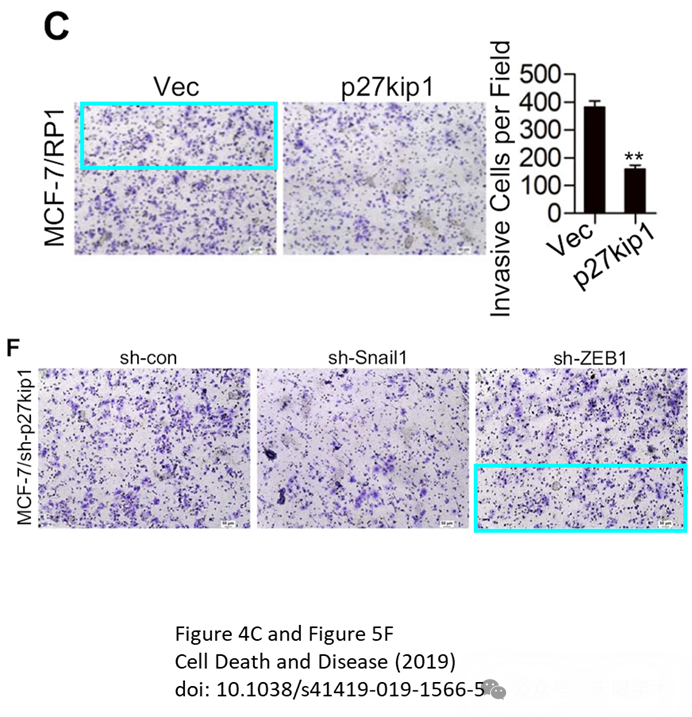 C
Vec
p27kip1
MCF-7/RP1
Invasive Cells per Field
500
400
300
200
100
0
**
Vec
p27kip1
F
sh-con
sh-Snail1
sh-ZEB1
MCF-7/sh-p27kip1
Figure 4C and Figure 5F
Cell Death and Disease (2019)
doi: 10.1038/s41419-019-1566-5